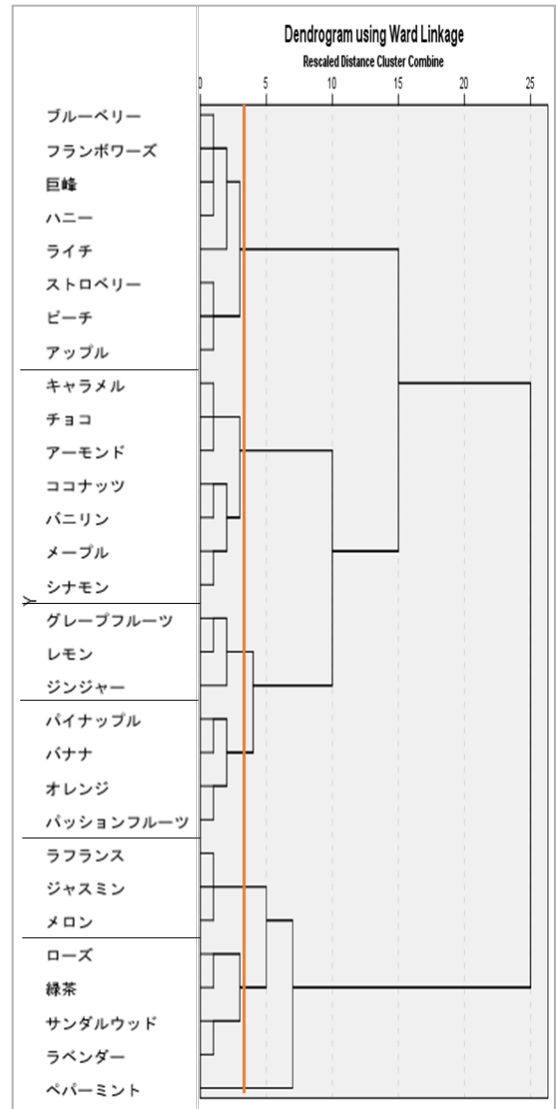 Dendrogram using Ward Linkage
Rescaled Distance Cluster Combine
0 5 10 15 20 25
ブルーベリー
フランボワーズ
巨峰
ハニー
ライチ
ストロベリー
ピーチ
アップル
キャラメル
チョコ
アーモンド
ココナッツ
バニリン
メープル
シナモン
Y
グレープフルーツ
レモン
ジンジャー
パイナップル
バナナ
オレンジ
パッションフルーツ
ラフランス
ジャスミン
メロン
ローズ
緑茶
サンダルウッド
ラベンダー
ペパーミント